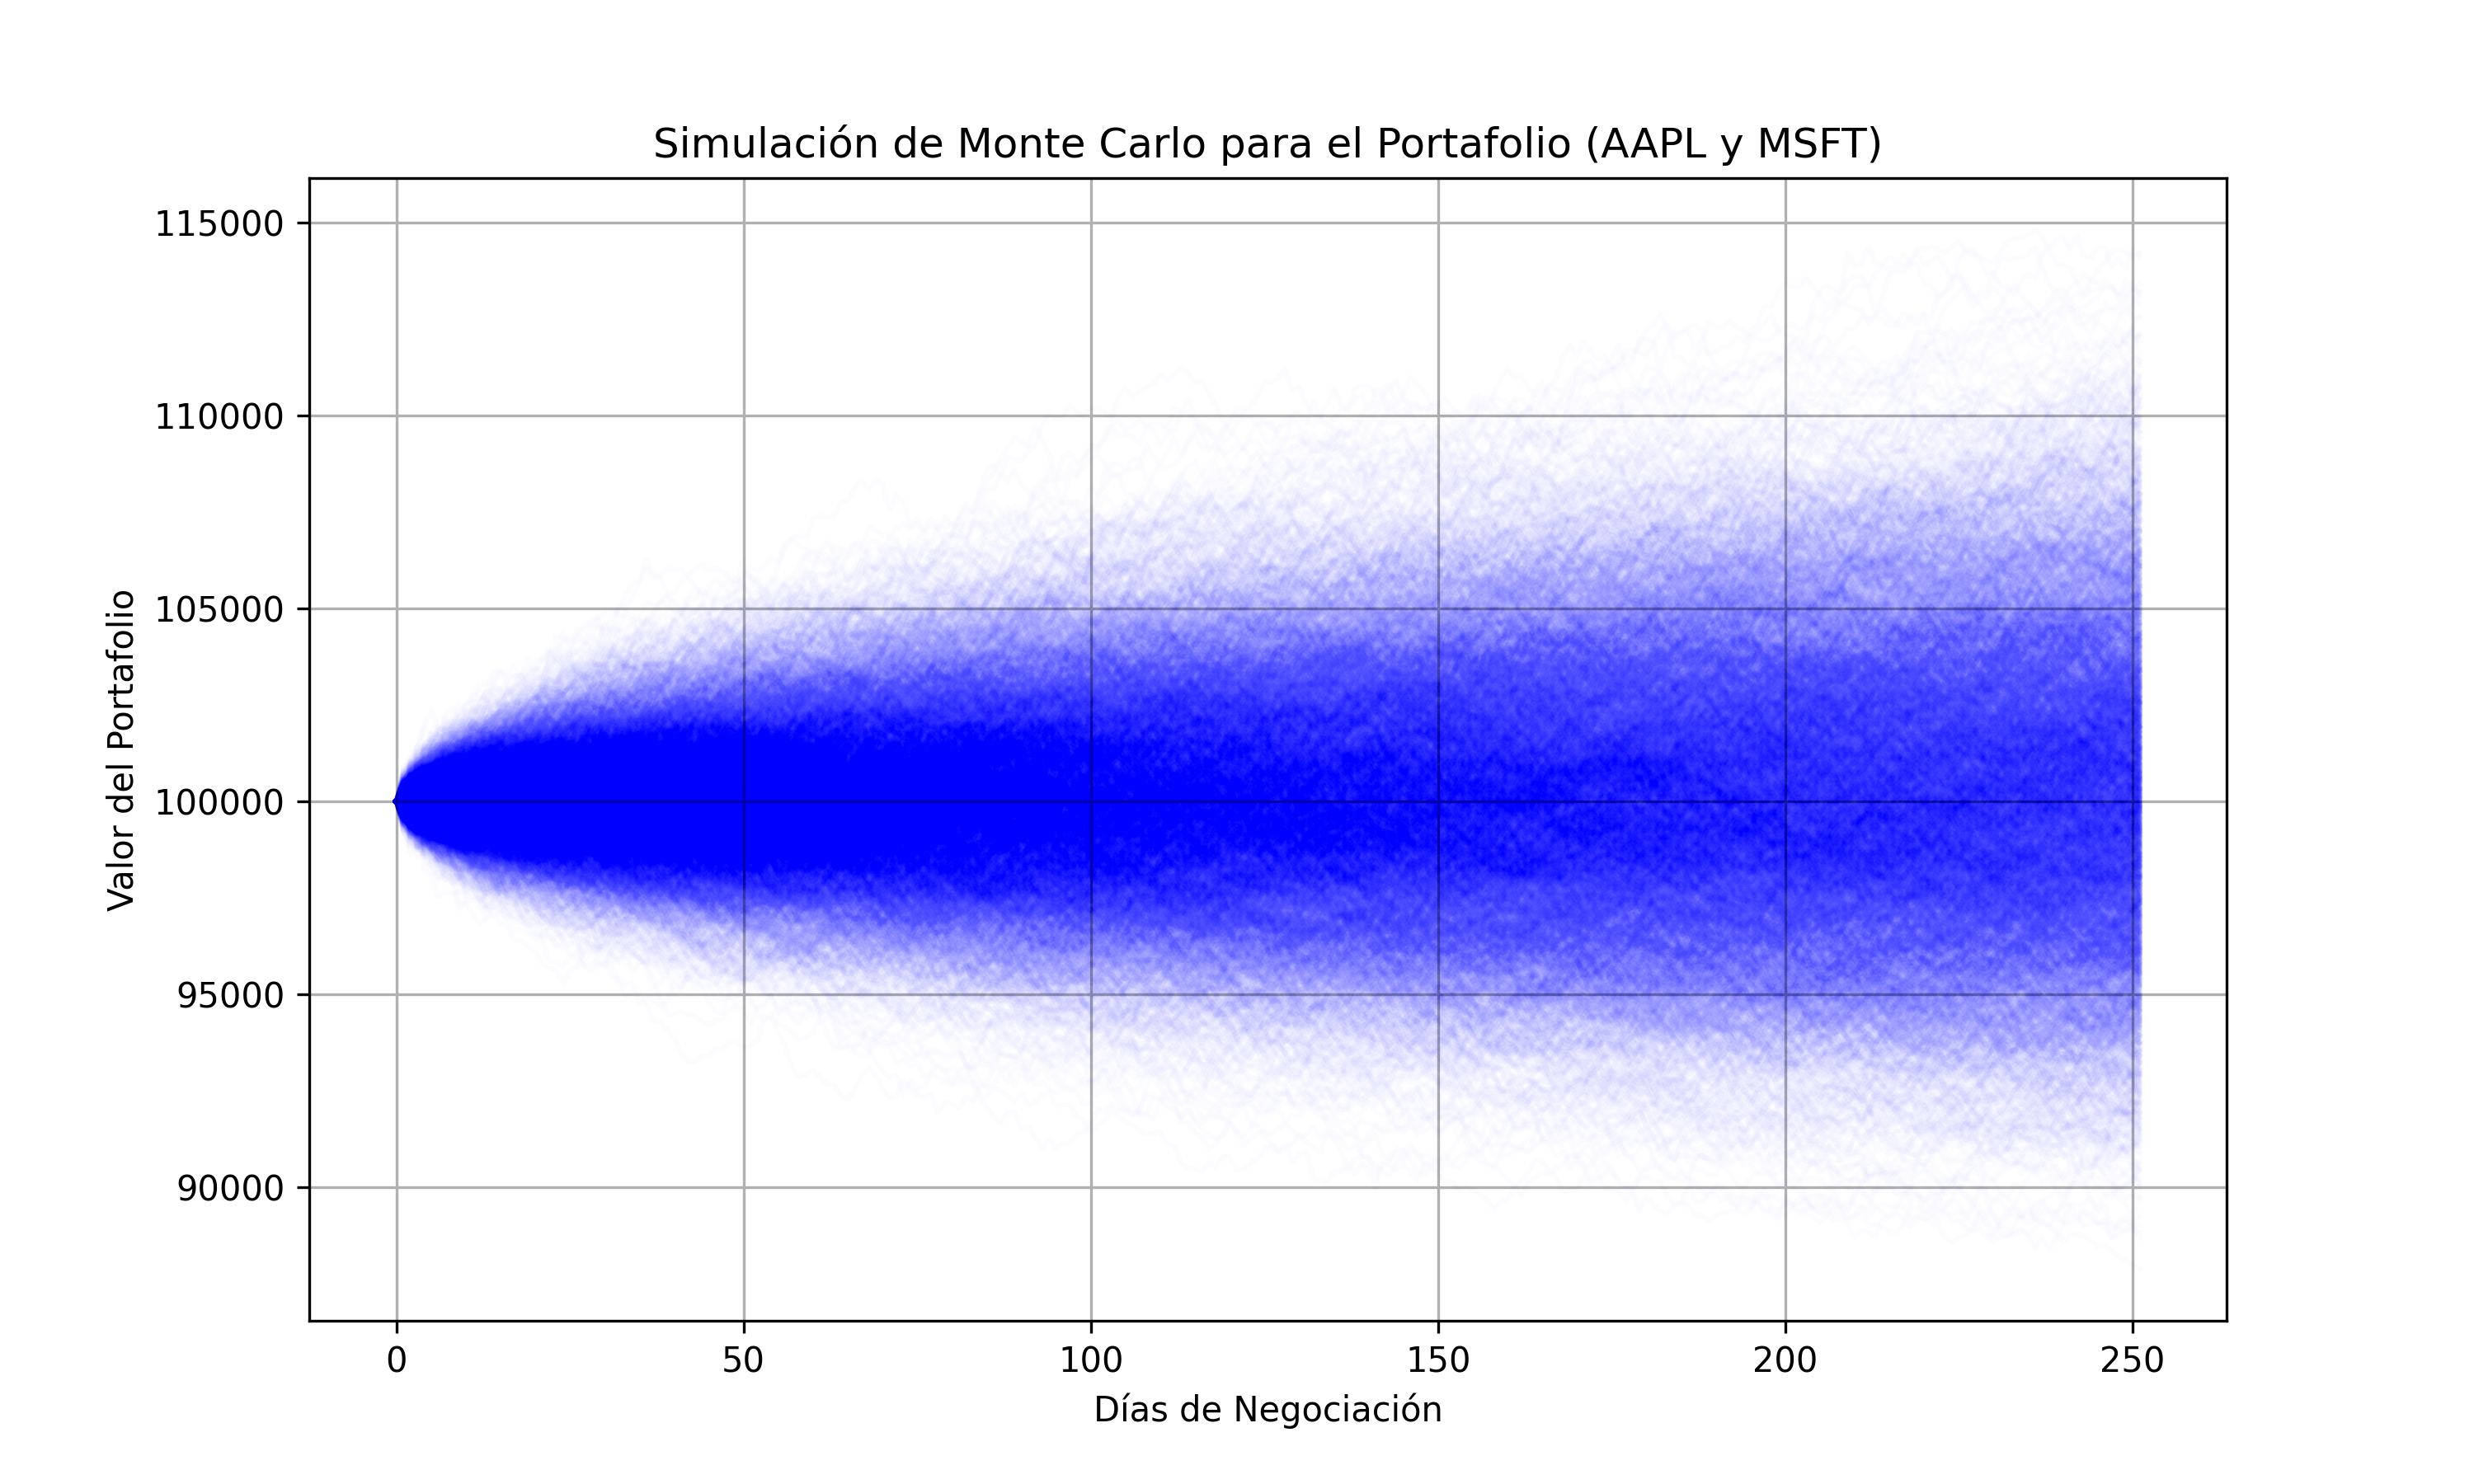 Simulación de Monte Carlo para el Portafolio (AAPL y MSFT)
115000
110000
105000
100000
95000
90000
Valor del Portafolio
0 50 100 150 200 250
Días de Negociación